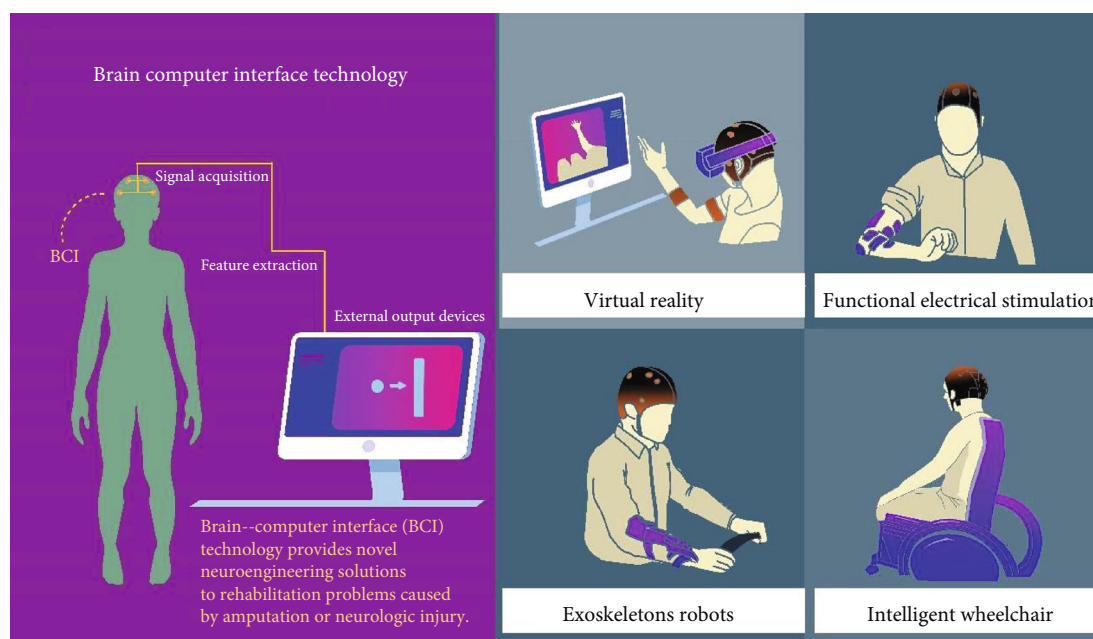 Brain computer interface technology
Signal acquisition
BCI
Feature extraction
External output devices
Brain--computer interface (BCI)
technology provides novel
neuroengineering solutions
to rehabilitation problems caused
by amputation or neurologic injury.
Virtual reality
Functional electrical stimulation
Exoskeletons robots
Intelligent wheelchair